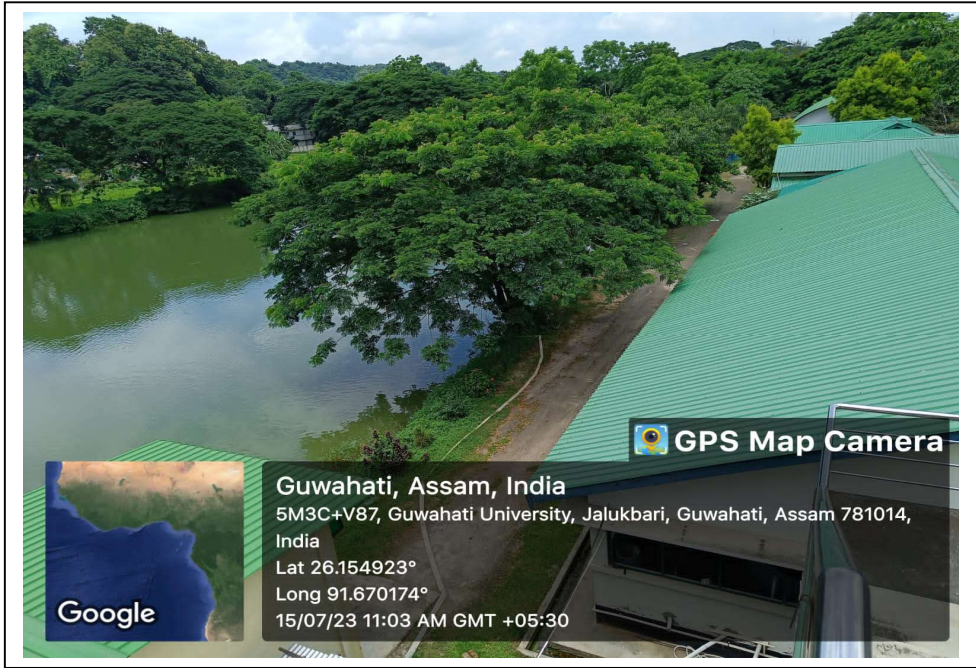 GPS Map Camera
Guwahati, Assam, India
5M3C+V87, Guwahati University, Jalukbari, Guwahati, Assam 781014,
India
Lat 26.154923°
Long 91.670174°
15/07/23 11:03 AM GMT +05:30
Google